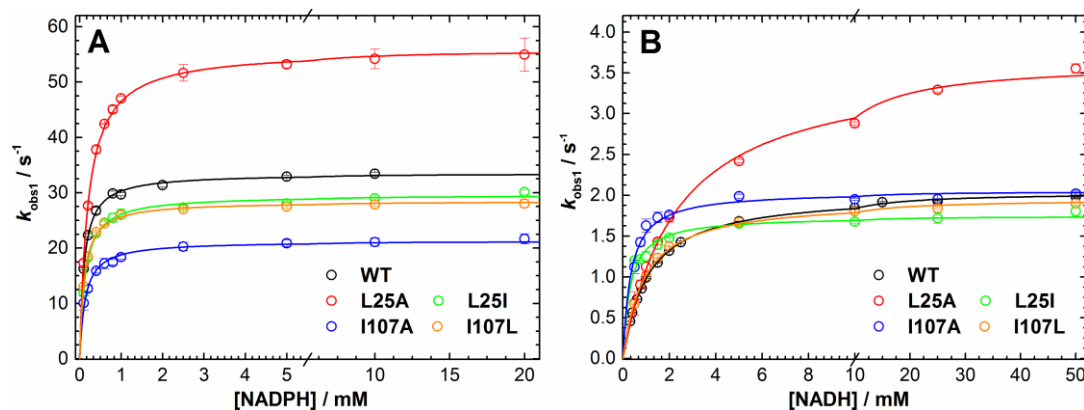 A
k_obs1 / s⁻¹
60
50
40
30
20
10
0
WT
L25A
L25I
I107A
I107L
0
1
2
3
4
5
10
15
20
[NADPH] / mM
B
k_obs1 / s⁻¹
4.0
3.5
3.0
2.5
2.0
1.5
1.0
0.5
0.0
WT
L25A
L25I
I107A
I107L
0
2
4
6
8
10
20
30
40
50
[NADH] / mM